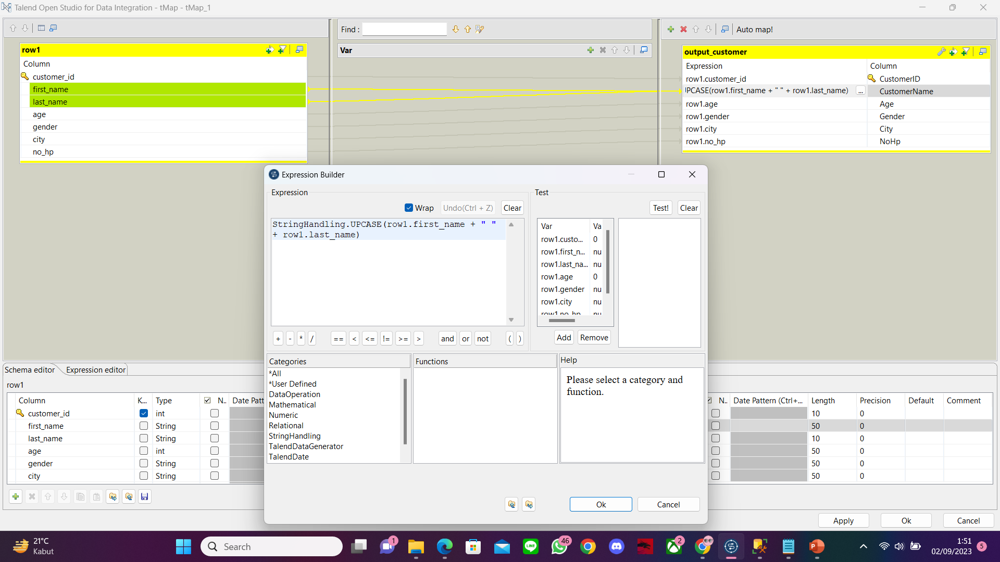 Talend Open Studio for Data Integration - tMap - tMap_1
Find :
Auto map!
row1
Column
customer_id
first_name
last_name
age
gender
city
no_hp
Var
output_customer
Expression Column
row1.customer_id CustomerID
UPCASE(row1.first_name + " " + row1.last_name) ... CustomerName
row1.age Age
row1.gender Gender
row1.city City
row1.no_hp NoHp
Expression Builder
Expression
Wrap Undo(Ctrl + Z) Clear
StringHandling.UPCASE(row1.first_name + " "
+ row1.last_name)
+ - * / == < <= != >= > and or not ( )
Test
Test! Clear
Var Va
row1.custo... 0
row1.first_n... nu
row1.last_na... nu
row1.age 0
row1.gender nu
row1.city nu
row1.no_hp nu
Add Remove
Categories
*All
*User Defined
DataOperation
Mathematical
Numeric
Relational
StringHandling
TalendDataGenerator
TalendDate
Functions
Help
Please select a category and
function.
Ok Cancel
Schema editor Expression editor
row1
Column K... Type N.. Date Patt
customer_id int
first_name String
last_name String
age int
gender String
city String
N.. Date Pattern (Ctrl+... Length Precision Default Comment
10 0
50 0
10 0
50 0
50 0
50 0
Apply Ok Cancel
21°C
Kabut
Search
1
LINE
46
2
P
1:51
02/09/2023
5